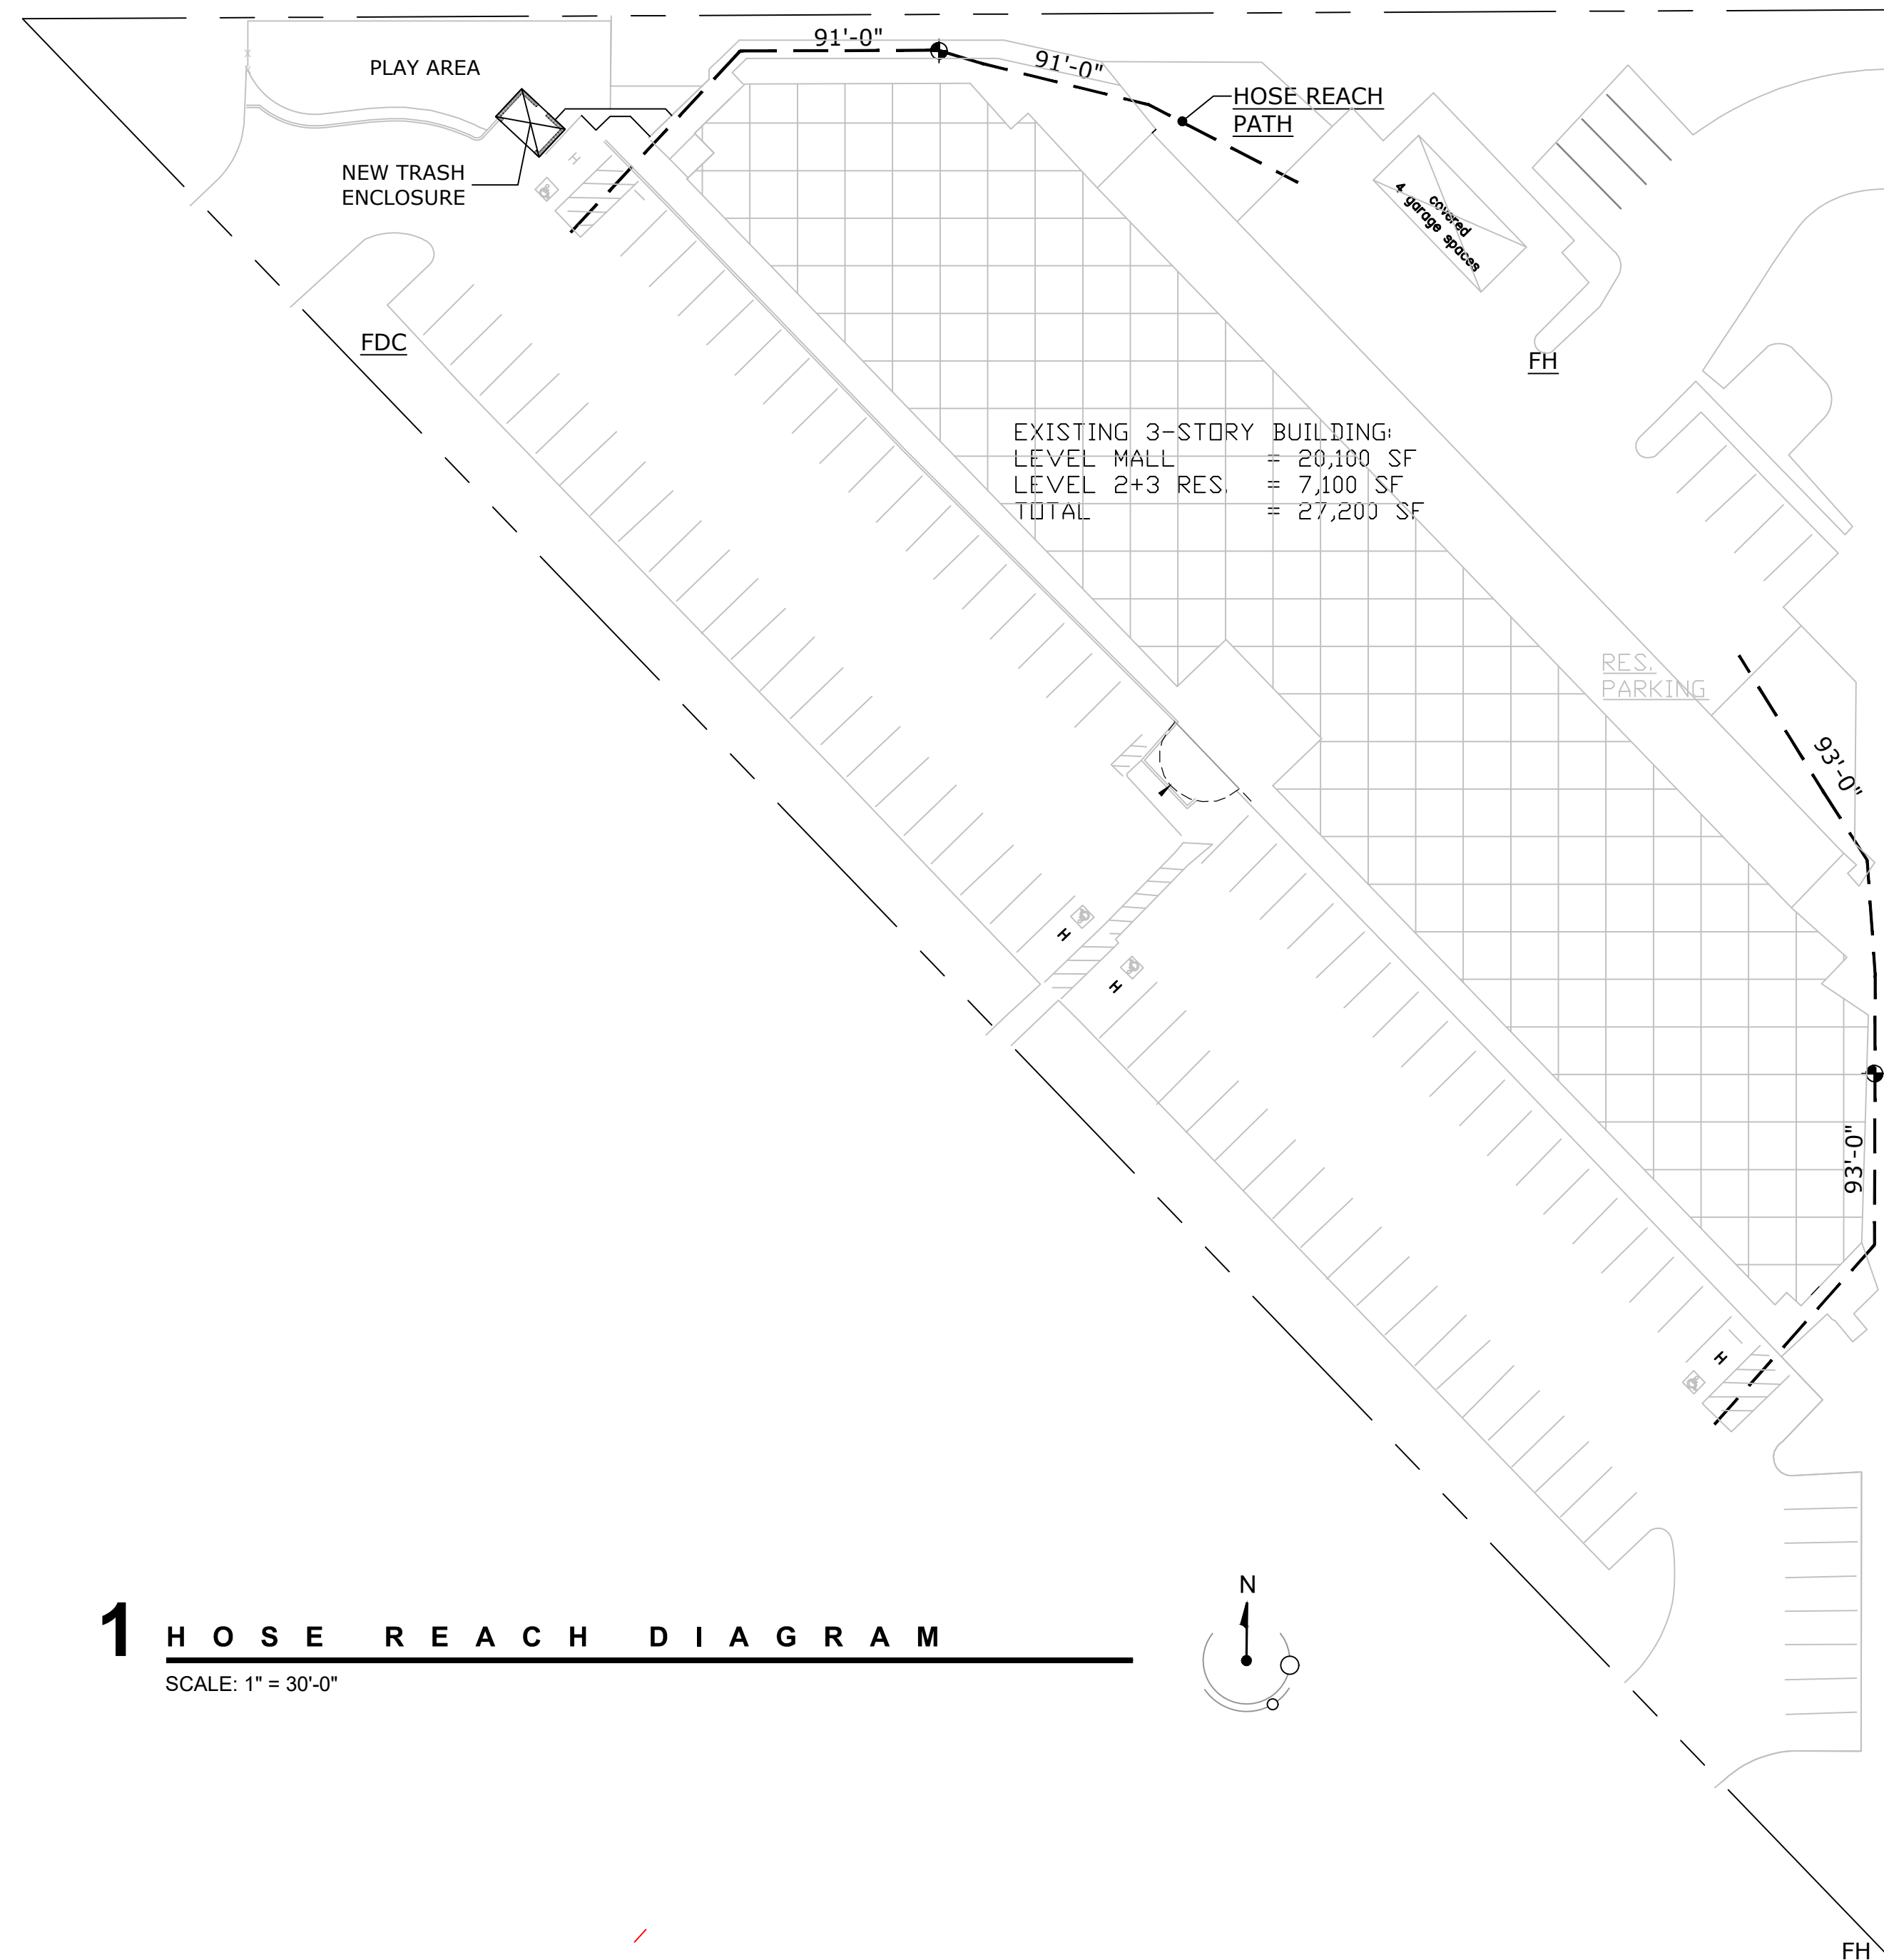 91'-0"
PLAY AREA
91'-0"
HOSE REACH
PATH
NEW TRASH
ENCLOSURE
H
4 covered
garage spaces
FDC
FH
EXISTING 3-STORY BUILDING:
LEVEL MALL = 20,100 SF
LEVEL 2+3 RES. = 7,100 SF
TOTAL = 27,200 SF
RES.
PARKING
93'-0"
H
H
93'-0"
H
1 HOSE REACH DIAGRAM
SCALE: 1" = 30'-0"
N
FH